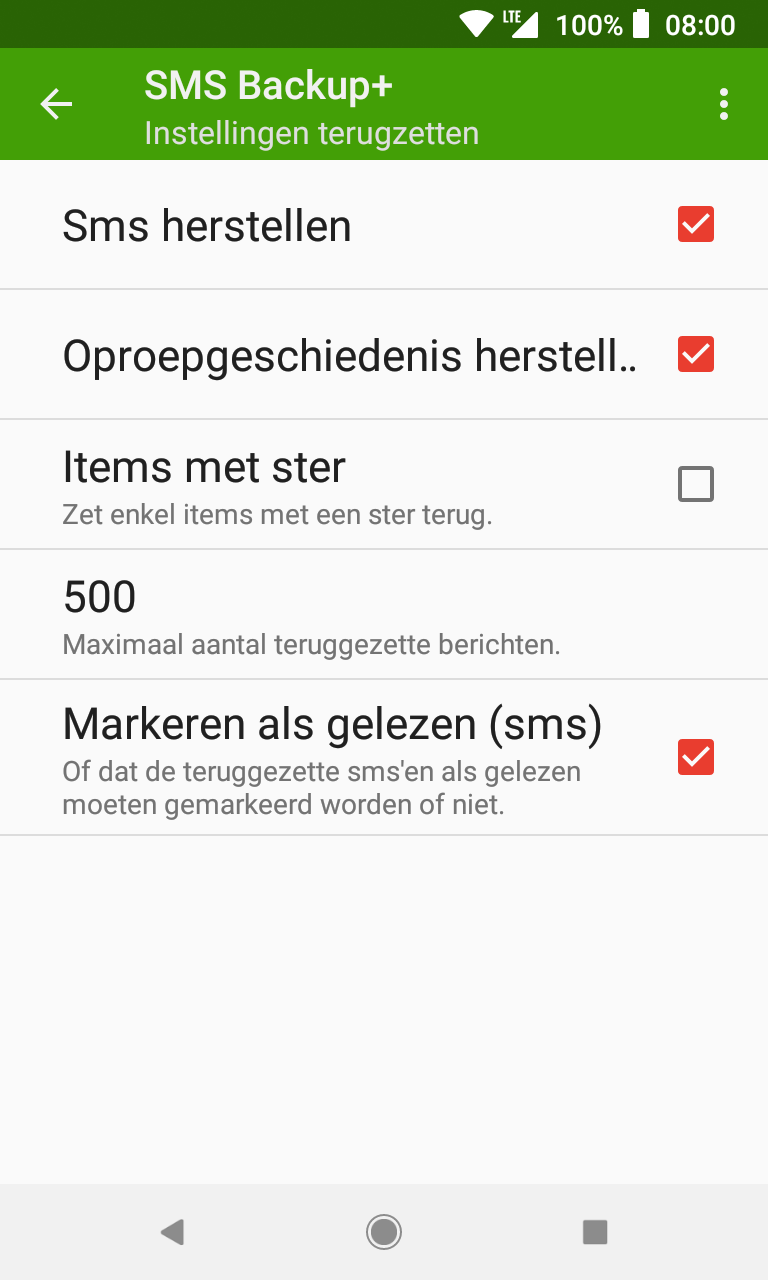 LTE 100% 08:00
SMS Backup+
Instellingen terugzetten
Sms herstellen
Oproepgeschiedenis herstell..
Items met ster
Zet enkel items met een ster terug.
500
Maximaal aantal teruggezette berichten.
Markeren als gelezen (sms)
Of dat de teruggezette sms'en als gelezen
moeten gemarkeerd worden of niet.